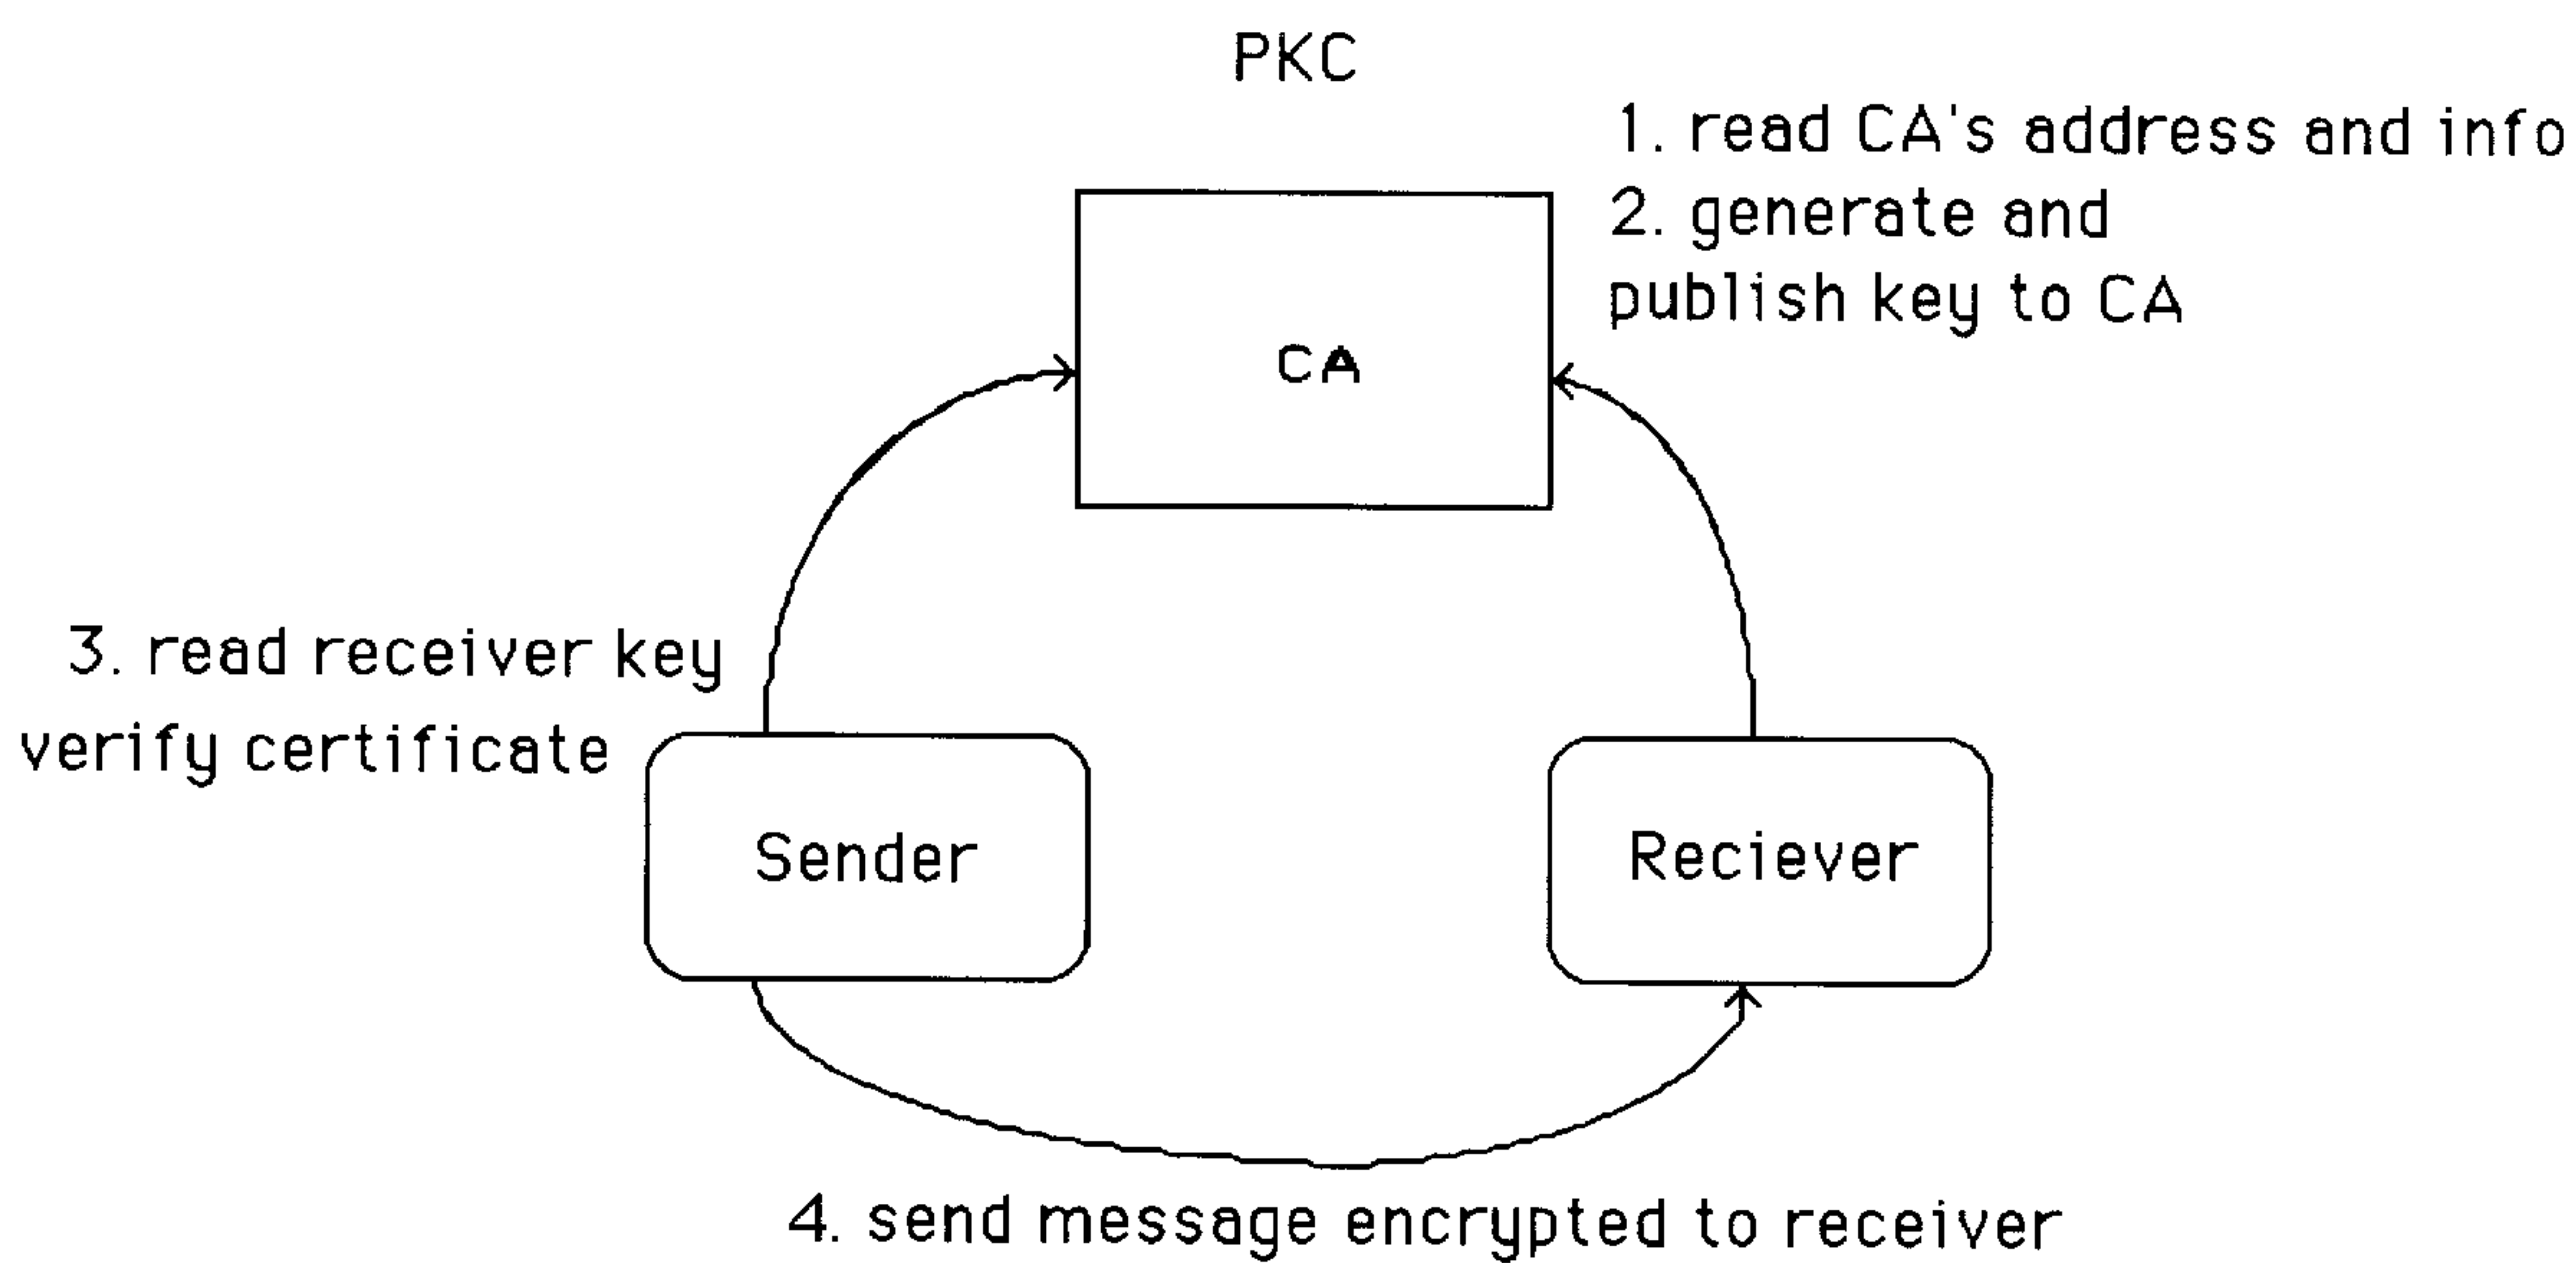 PKC
1. read CA's address and info
2. generate and
publish key to CA
CA
3. read receiver key
verify certificate
Sender
Reciever
4. send message encrypted to receiver